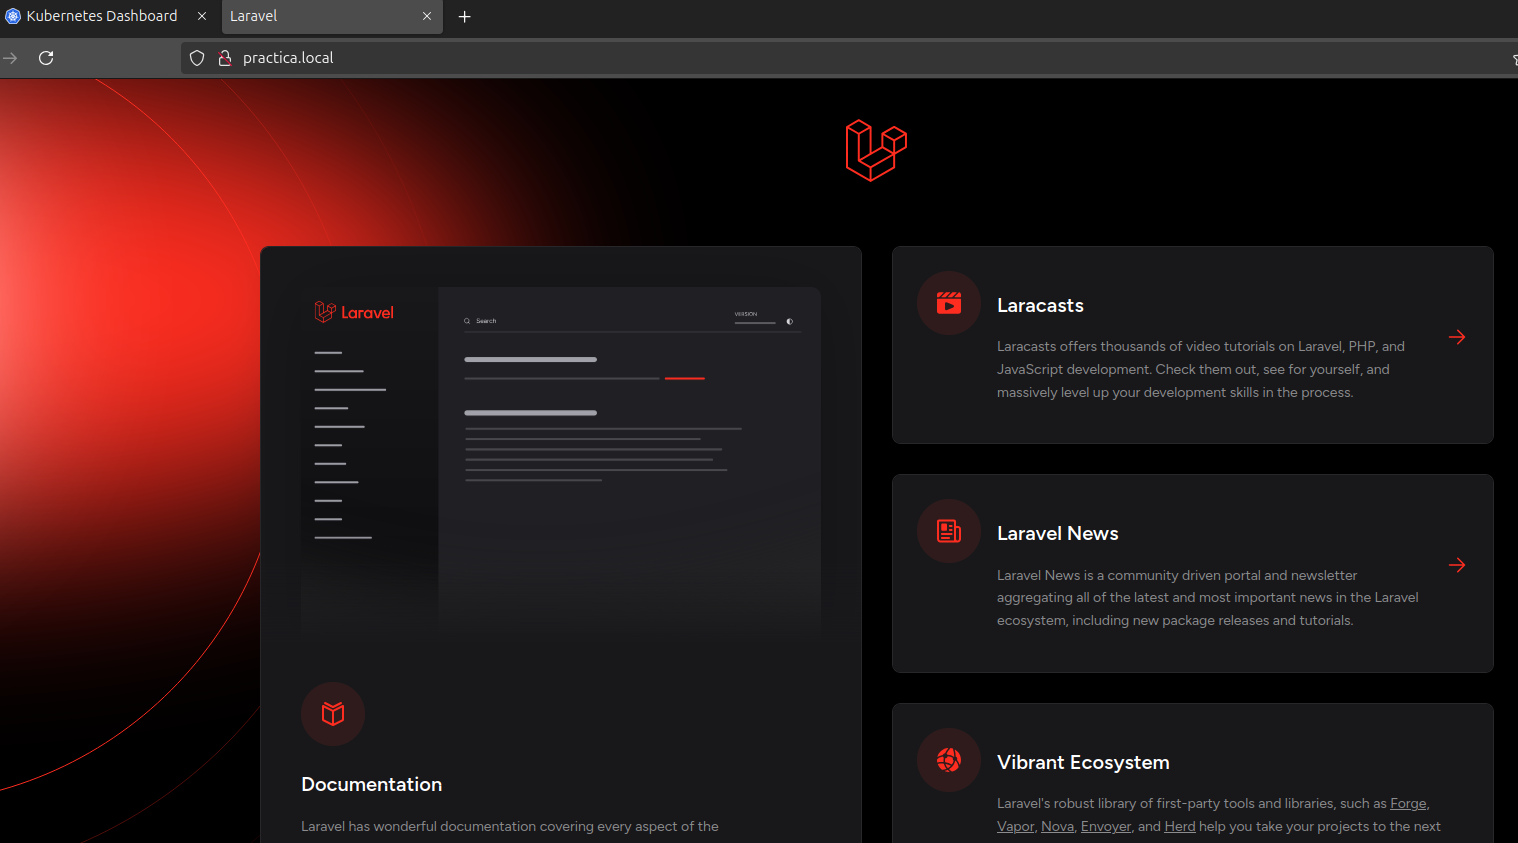 Kubernetes Dashboard
Laravel
practica.local
Laravel
Search
VERSION
Documentation
Laravel has wonderful documentation covering every aspect of the
Laracasts
Laracasts offers thousands of video tutorials on Laravel, PHP, and
JavaScript development. Check them out, see for yourself, and
massively level up your development skills in the process.
Laravel News
Laravel News is a community driven portal and newsletter
aggregating all of the latest and most important news in the Laravel
ecosystem, including new package releases and tutorials.
Vibrant Ecosystem
Laravel's robust library of first-party tools and libraries, such as Forge,
Vapor, Nova, Envoyer, and Herd help you take your projects to the next